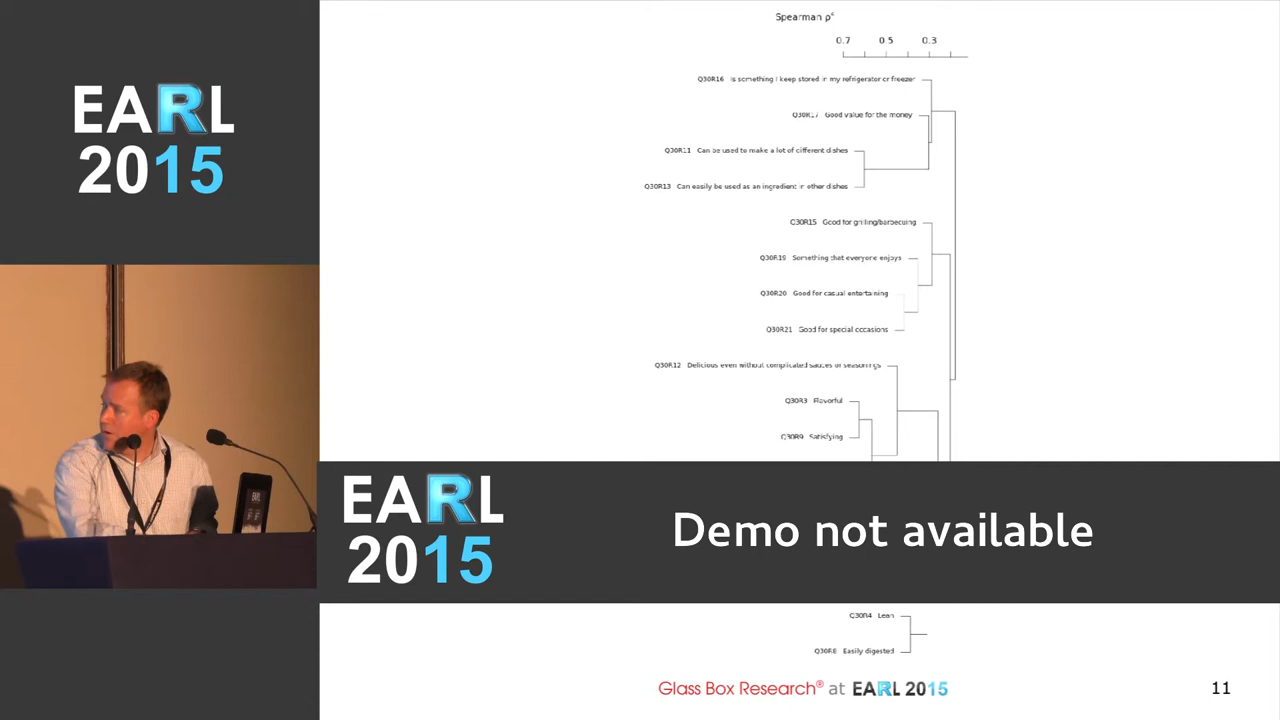 EARL
2015
Spearman ρ²
0.7 0.5 0.3
Q30R16 Is something I keep stored in my refrigerator or freezer
Q30R17 Good value for the money
Q30R11 Can be used to make a lot of different dishes
Q30R13 Can easily be used as an ingredient in other dishes
Q30R15 Good for grilling/barbecuing
Q30R19 Something that everyone enjoys
Q30R20 Good for casual entertaining
Q30R21 Good for special occasions
Q30R12 Delicious even without complicated sauces or seasonings
Q30R3 Flavorful
Q30R9 Satisfying
EARL
2015
Demo not available
Q30R4 Lean
Q30R8 Easily digested
Glass Box Research® at EARL 2015
11